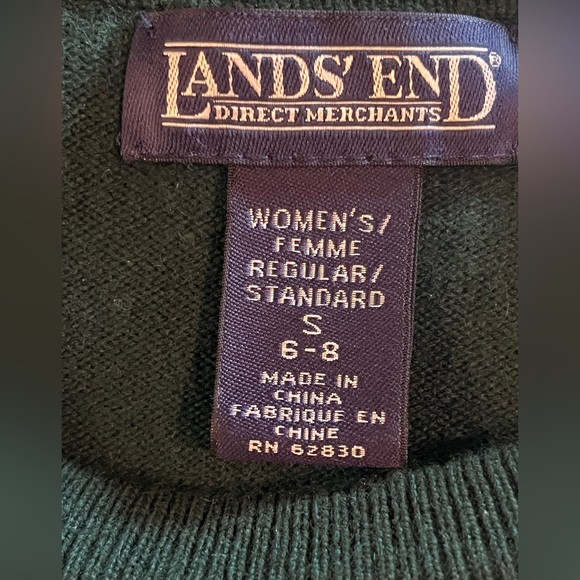 LANDS' END®
DIRECT MERCHANTS
WOMEN'S/
FEMME
REGULAR/
STANDARD
S
6-8
MADE IN
CHINA
FABRIQUE EN
CHINE
RN 62830